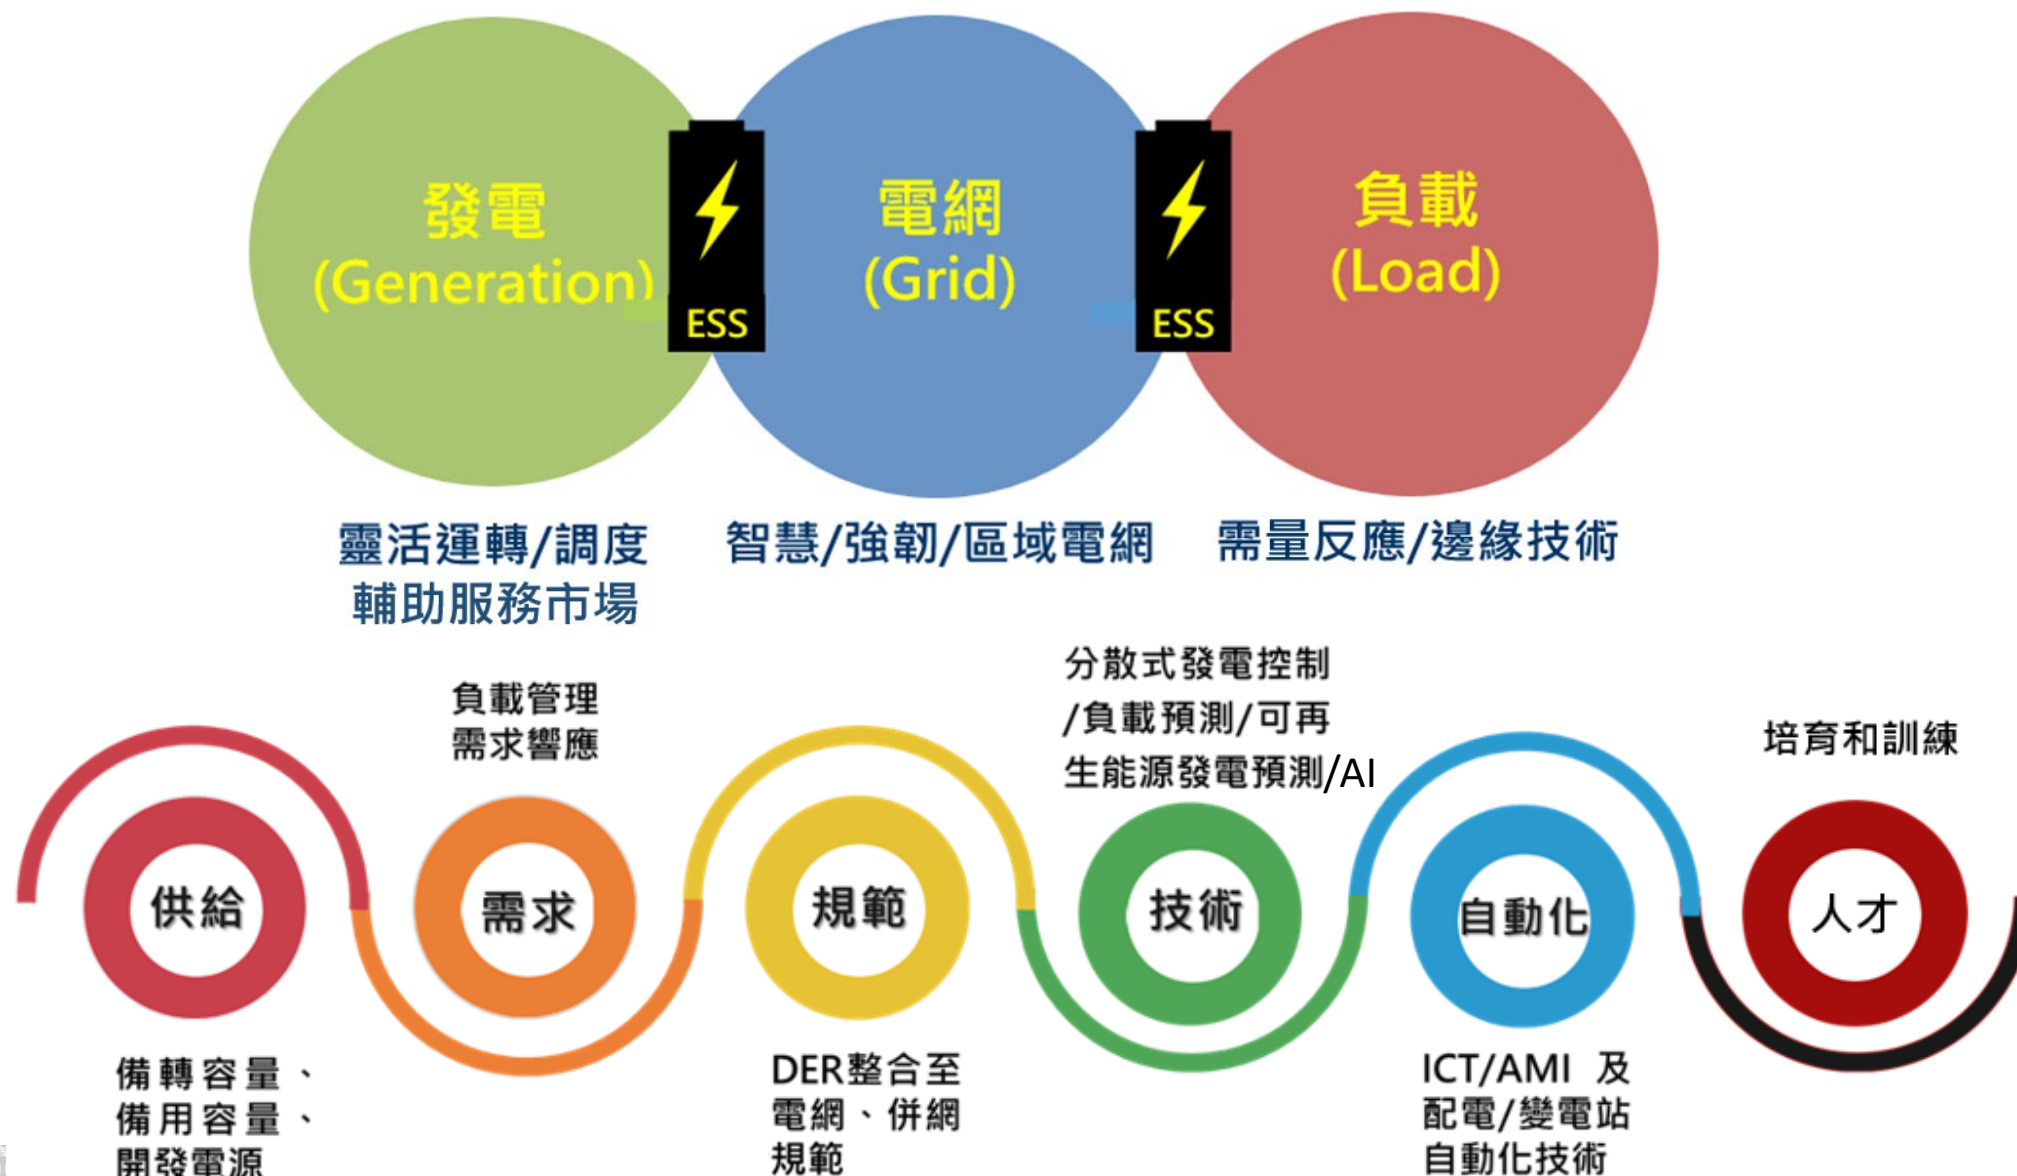 發電
(Generation)
ESS
電網
(Grid)
ESS
負載
(Load)
靈活運轉/調度
輔助服務市場
智慧/強韌/區域電網
需量反應/邊緣技術
供給
備轉容量、
備用容量、
開發電源
負載管理
需求響應
需求
規範
DER整合至
電網、併網
規範
分散式發電控制
/負載預測/可再
生能源發電預測/AI
技術
自動化
ICT/AMI 及
配電/變電站
自動化技術
培育和訓練
人才